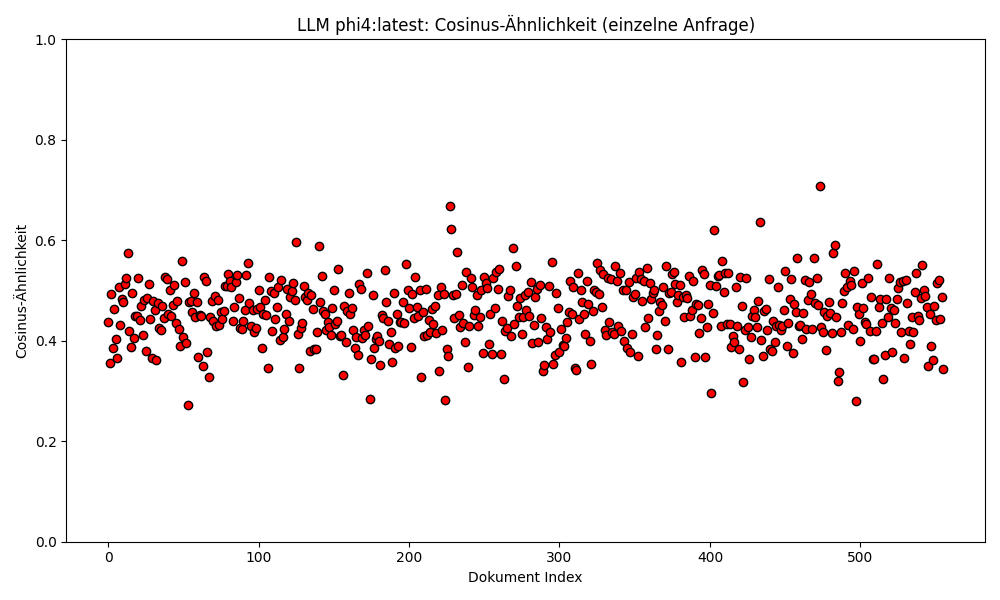 LLM phi4:latest: Cosinus-Ähnlichkeit (einzelne Anfrage)
1.0
0.8
0.6
0.4
0.2
0.0
Cosinus-Ähnlichkeit
0 100 200 300 400 500
Dokument Index